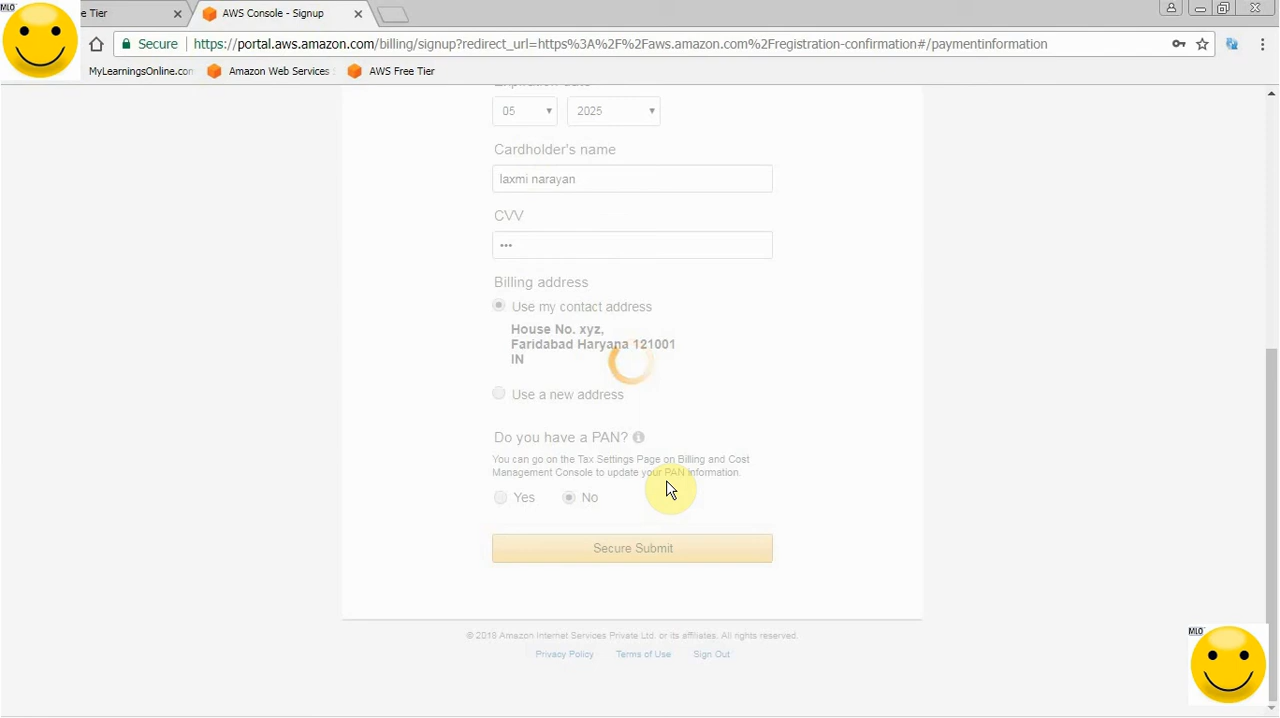 MLO
e Tier
AWS Console - Signup
Secure
https://portal.aws.amazon.com/billing/signup?redirect_url=https%3A%2F%2Faws.amazon.com%2Fregistration-confirmation#/paymentinformation
MyLearningsOnline.con
Amazon Web Services
AWS Free Tier
Expiration date
05
2025
Cardholder's name
laxmi narayan
CVV
•••
Billing address
Use my contact address
House No. xyz,
Faridabad Haryana 121001
IN
Use a new address
Do you have a PAN?
You can go on the Tax Settings Page on Billing and Cost
Management Console to update your PAN information.
Yes
No
Secure Submit
© 2018 Amazon Internet Services Private Ltd. or its affiliates. All rights reserved.
Privacy Policy
Terms of Use
Sign Out
MLO